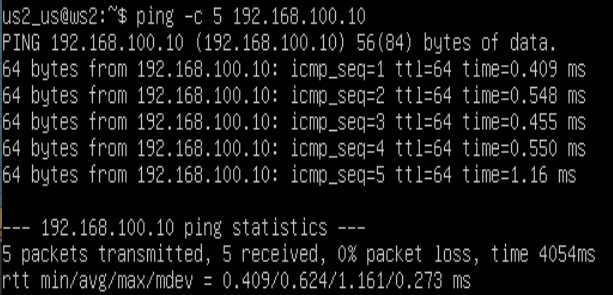 us2_us@ws2:~$ ping -c 5 192.168.100.10
PING 192.168.100.10 (192.168.100.10) 56(84) bytes of data.
64 bytes from 192.168.100.10: icmp_seq=1 ttl=64 time=0.409 ms
64 bytes from 192.168.100.10: icmp_seq=2 ttl=64 time=0.548 ms
64 bytes from 192.168.100.10: icmp_seq=3 ttl=64 time=0.455 ms
64 bytes from 192.168.100.10: icmp_seq=4 ttl=64 time=0.550 ms
64 bytes from 192.168.100.10: icmp_seq=5 ttl=64 time=1.16 ms
--- 192.168.100.10 ping statistics ---
5 packets transmitted, 5 received, 0% packet loss, time 4054ms
rtt min/avg/max/mdev = 0.409/0.624/1.161/0.273 ms